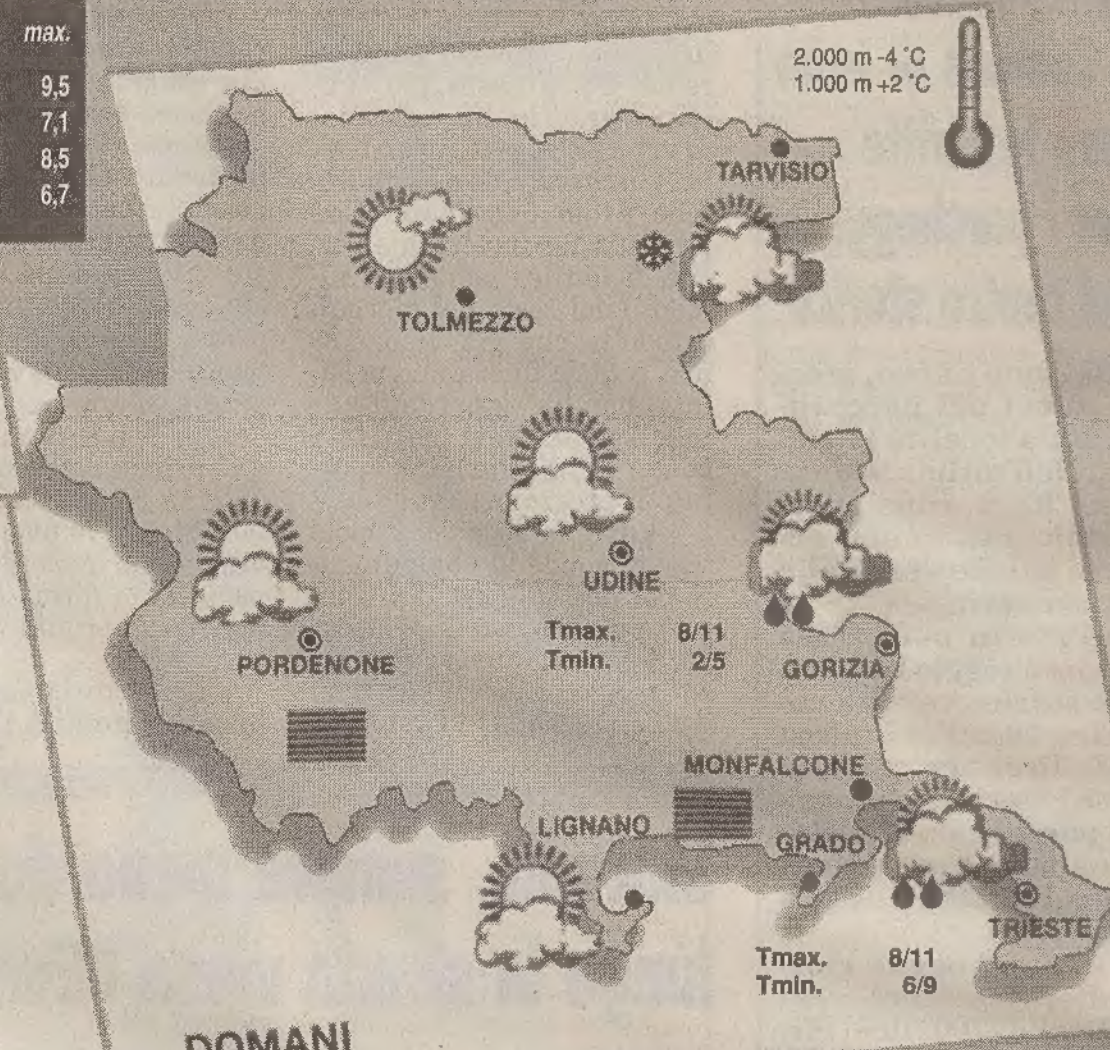 max.
9,5
7,1
8,5
6,7
2.000 m -4 °C
1.000 m +2 °C
TARVISIO
TOLMEZZO
UDINE
Tmax. 8/11
Tmin. 2/5
PORDENONE
GORIZIA
MONFALCONE
LIGNANO
GRADO
TRIESTE
Tmax. 8/11
Tmin. 6/9
DOMANI